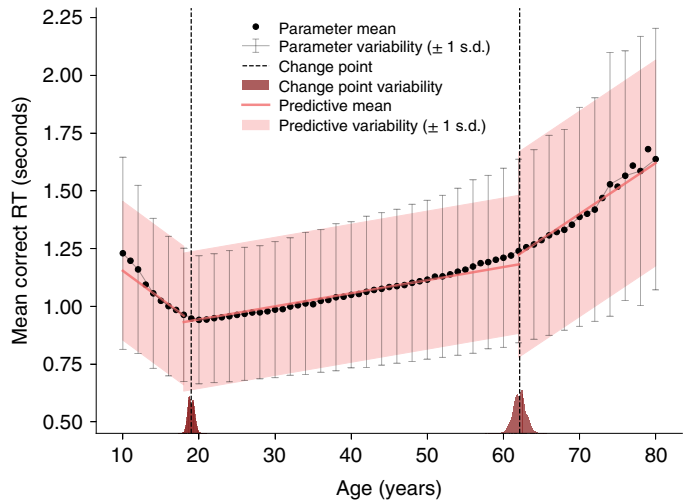 Parameter mean
Parameter variability (± 1 s.d.)
Change point
Change point variability
Predictive mean
Predictive variability (± 1 s.d.)
Mean correct RT (seconds)
2.25
2.00
1.75
1.50
1.25
1.00
0.75
0.50
10 20 30 40 50 60 70 80
Age (years)